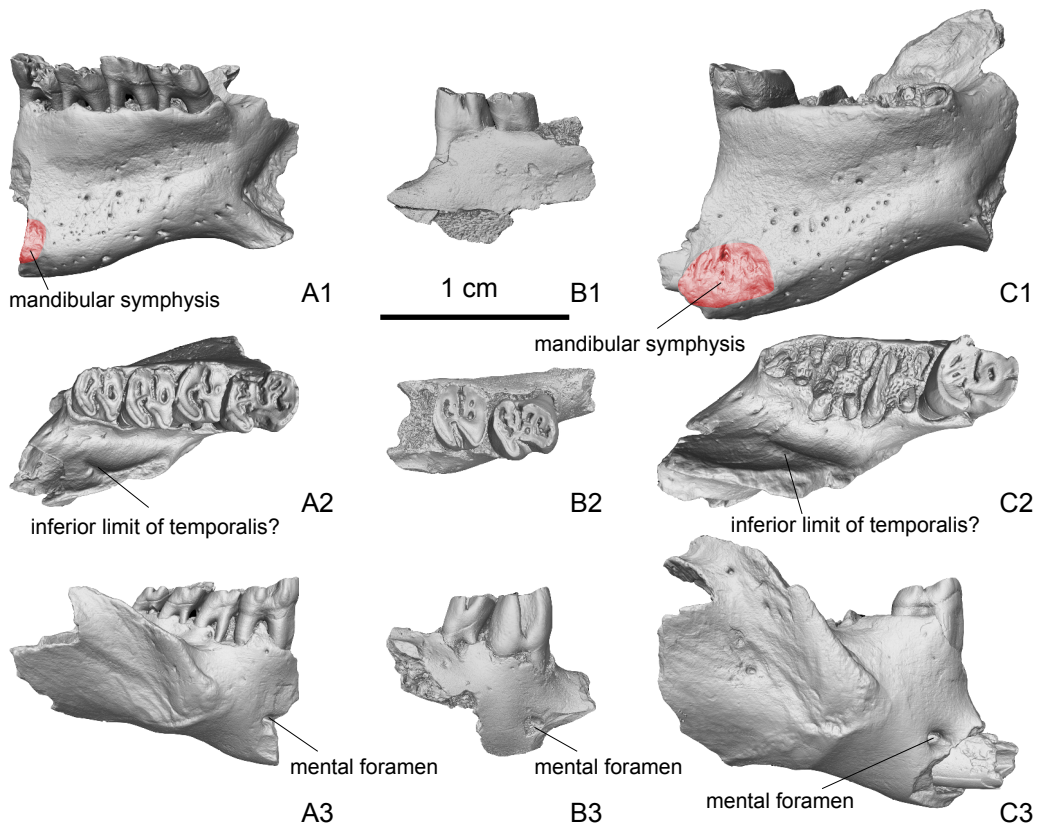 mandibular symphysis
A1
1 cm
B1
mandibular symphysis
C1
inferior limit of temporalis?
A2
B2
inferior limit of temporalis?
C2
mental foramen
A3
mental foramen
B3
mental foramen
C3